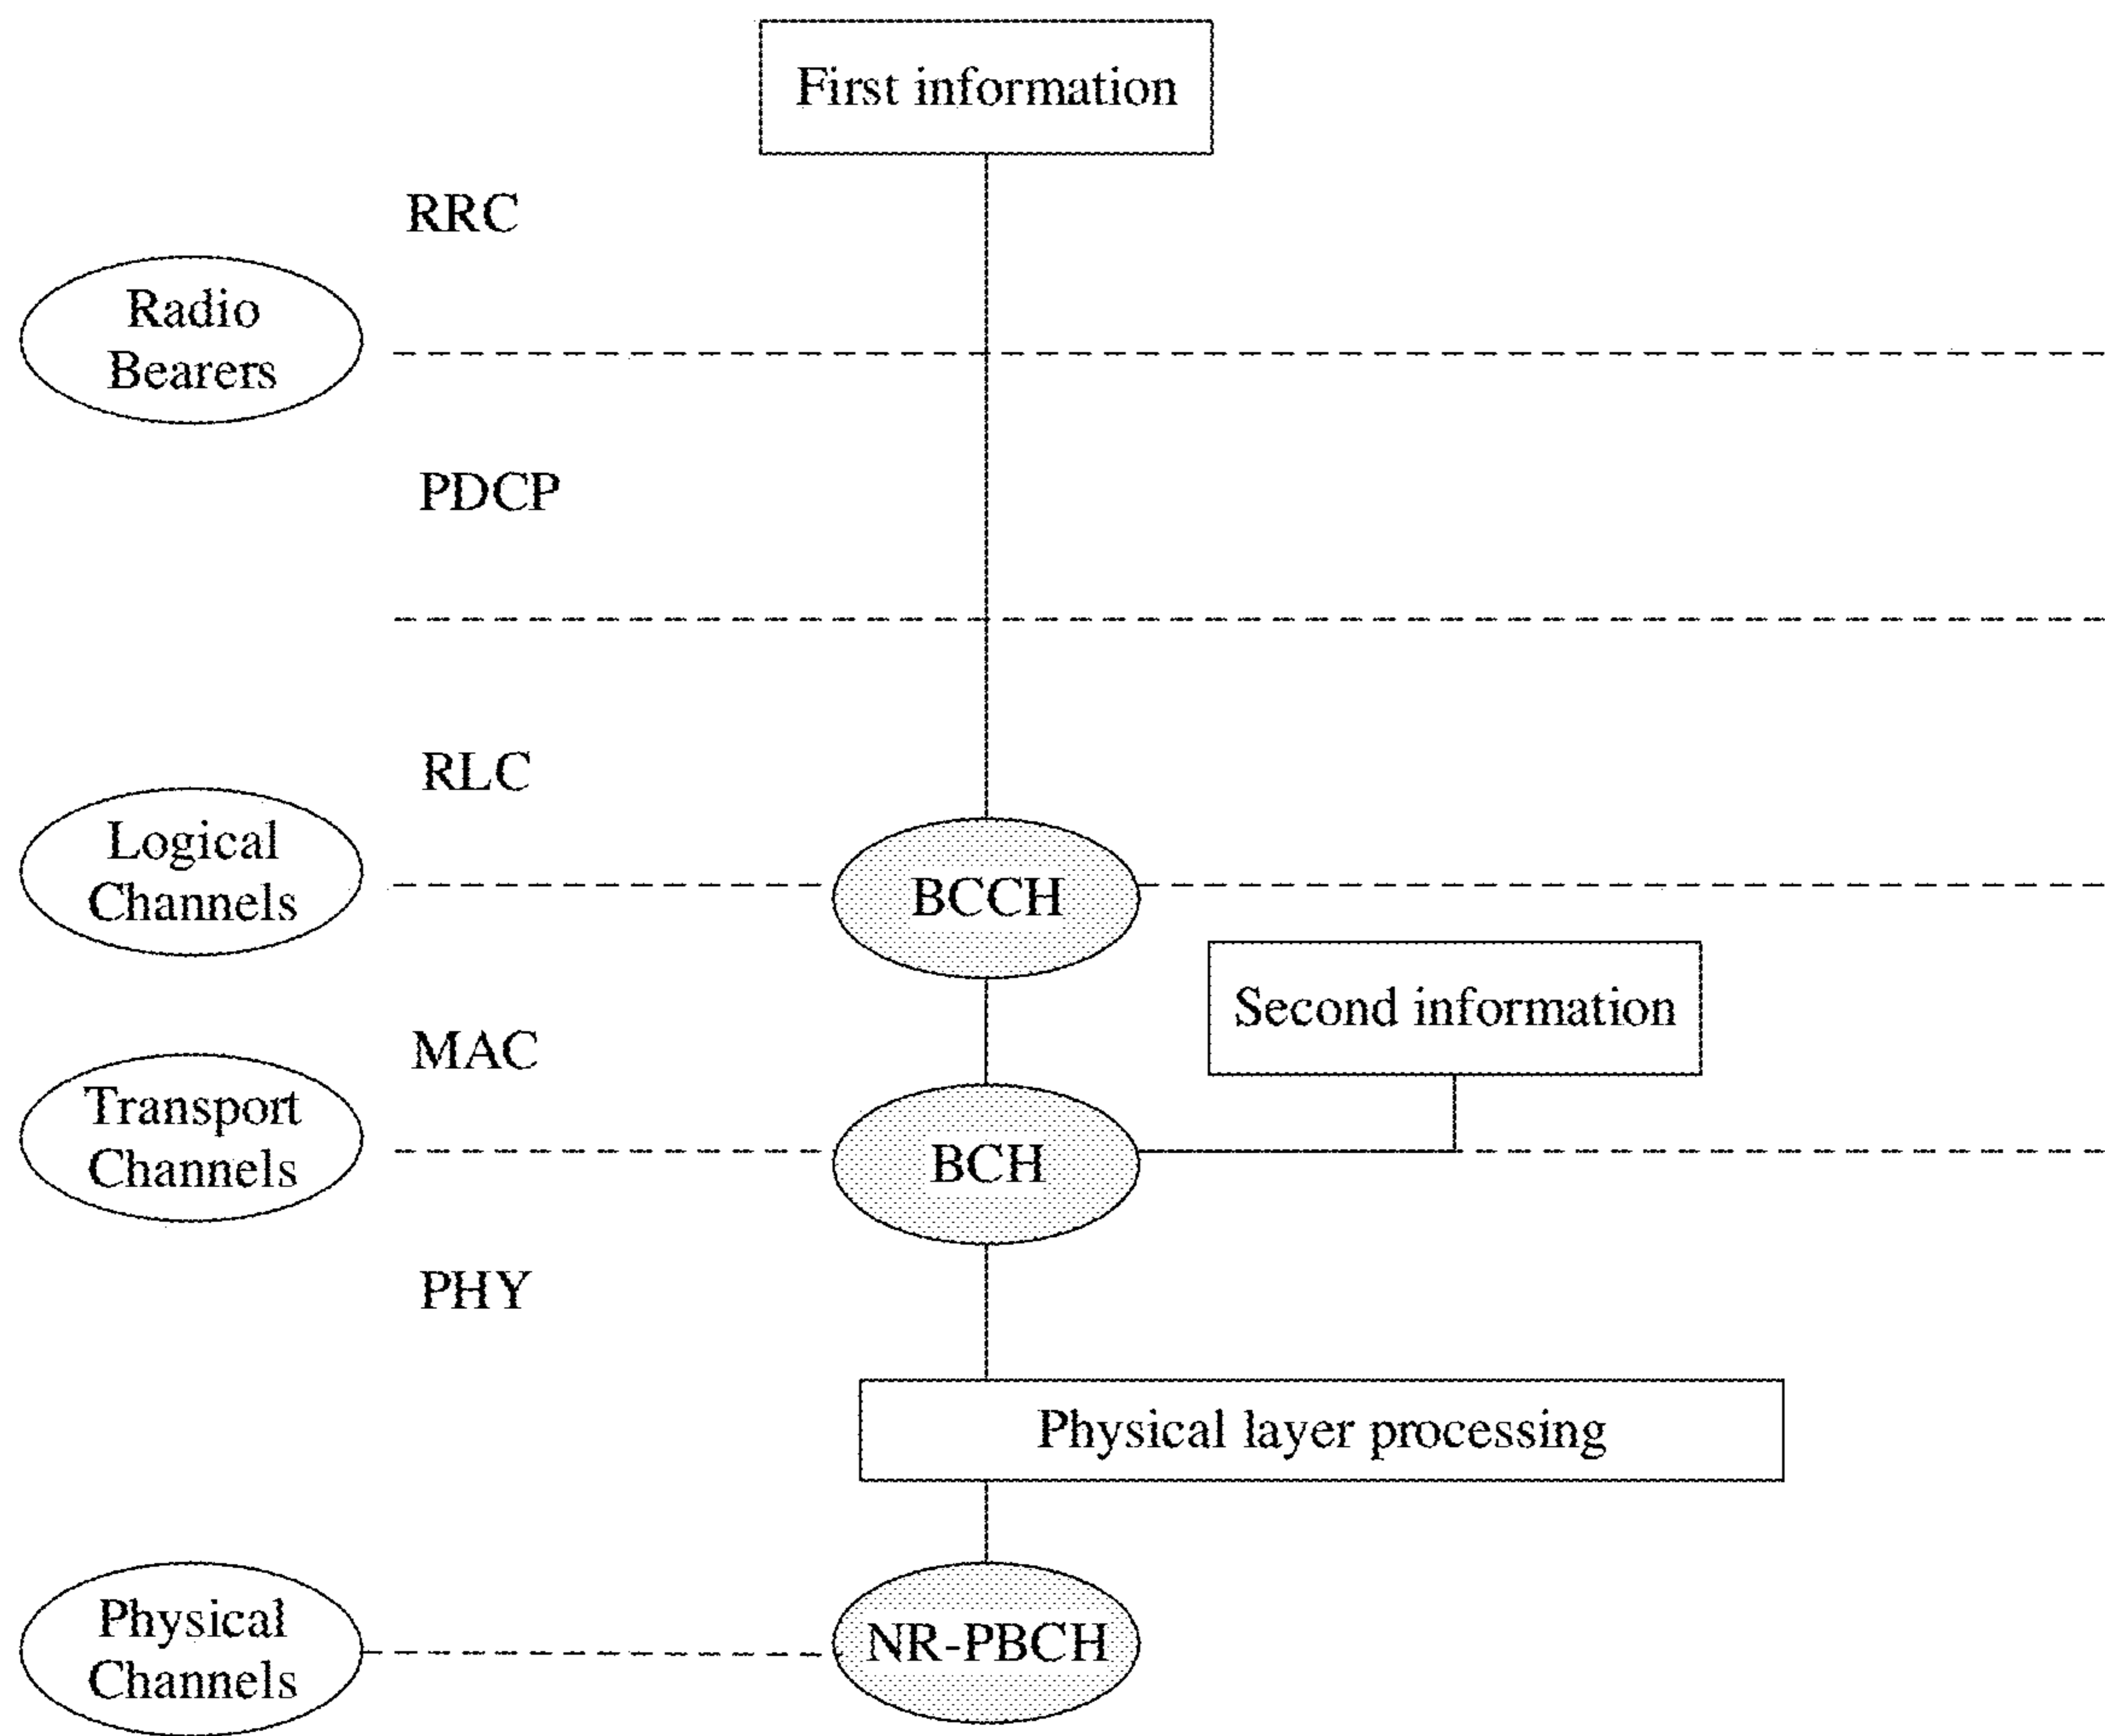 First information
RRC
Radio
Bearers
PDCP
RLC
Logical
Channels
BCCH
Second information
MAC
Transport
Channels
BCH
PHY
Physical layer processing
Physical
Channels
NR-PBCH